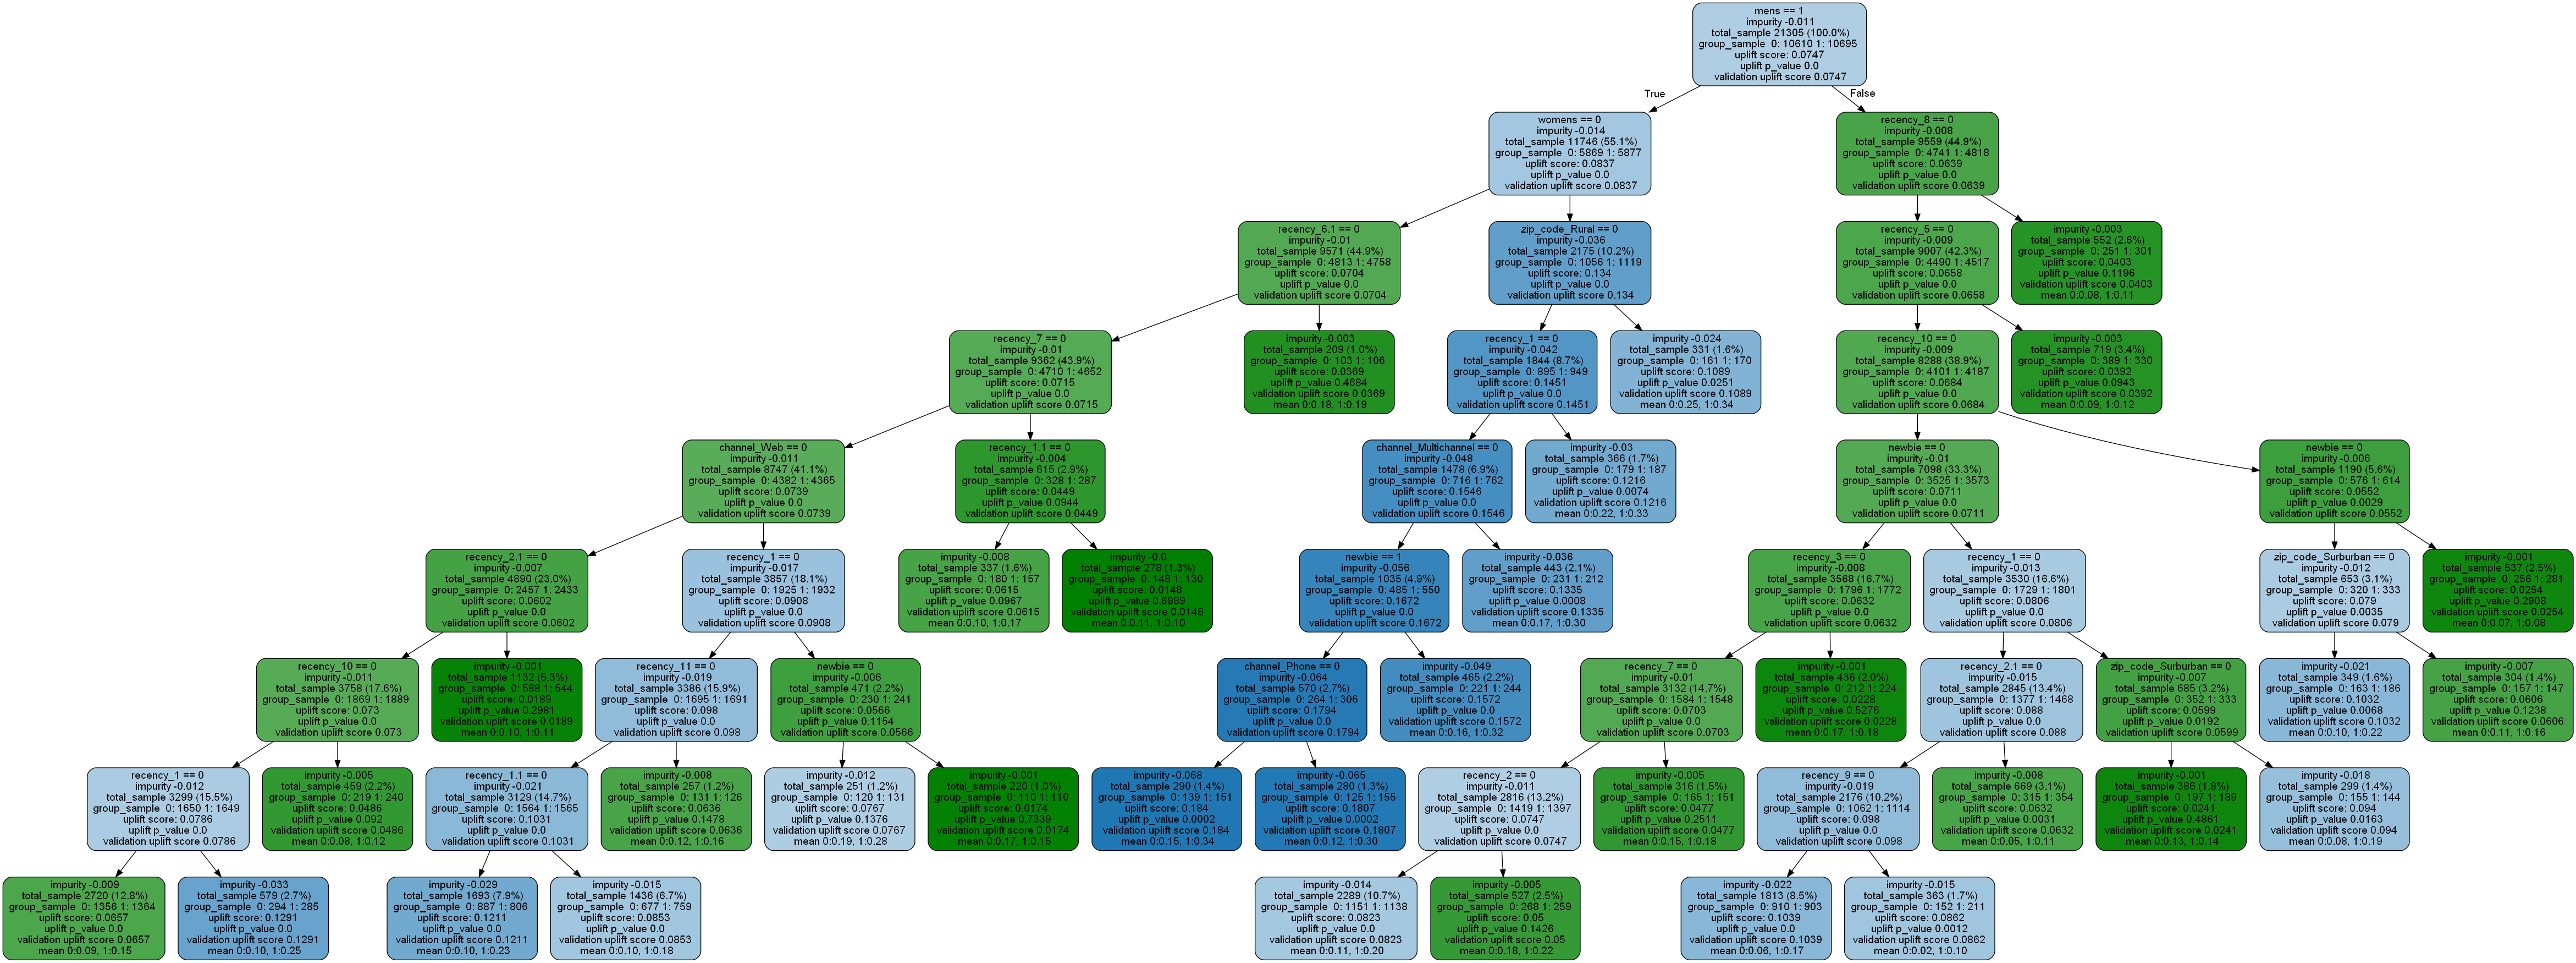 mens == 1
impurity -0.011
total_sample 21305 (100.0%)
group_sample 0: 10610 1: 10695
uplift score: 0.0747
uplift p_value 0.0
validation uplift score 0.0747
True
False
womens == 0
impurity -0.014
total_sample 11746 (55.1%)
group_sample 0: 5869 1: 5877
uplift score: 0.0837
uplift p_value 0.0
validation uplift score 0.0837
recency_8 == 0
impurity -0.008
total_sample 9559 (44.9%)
group_sample 0: 4741 1: 4818
uplift score: 0.0639
uplift p_value 0.0
validation uplift score 0.0639
recency_6.1 == 0
impurity -0.01
total_sample 9571 (44.9%)
group_sample 0: 4813 1: 4758
uplift score: 0.0704
uplift p_value 0.0
validation uplift score 0.0704
zip_code_Rural == 0
impurity -0.036
total_sample 2175 (10.2%)
group_sample 0: 1056 1: 1119
uplift score: 0.134
uplift p_value 0.0
validation uplift score 0.134
recency_5 == 0
impurity -0.009
total_sample 9007 (42.3%)
group_sample 0: 4490 1: 4517
uplift score: 0.0658
uplift p_value 0.0
validation uplift score 0.0658
impurity -0.003
total_sample 552 (2.6%)
group_sample 0: 251 1: 301
uplift score: 0.0403
uplift p_value 0.1196
validation uplift score 0.0403
mean 0:0.08, 1:0.11
recency_7 == 0
impurity -0.01
total_sample 9362 (43.9%)
group_sample 0: 4710 1: 4652
uplift score: 0.0715
uplift p_value 0.0
validation uplift score 0.0715
impurity -0.003
total_sample 209 (1.0%)
group_sample 0: 103 1: 106
uplift score: 0.0369
uplift p_value 0.4684
validation uplift score 0.0369
mean 0:0.18, 1:0.19
recency_1 == 0
impurity -0.042
total_sample 1844 (8.7%)
group_sample 0: 895 1: 949
uplift score: 0.1451
uplift p_value 0.0
validation uplift score 0.1451
impurity -0.024
total_sample 331 (1.6%)
group_sample 0: 161 1: 170
uplift score: 0.1089
uplift p_value 0.0251
validation uplift score 0.1089
mean 0:0.25, 1:0.34
recency_10 == 0
impurity -0.009
total_sample 8288 (38.9%)
group_sample 0: 4101 1: 4187
uplift score: 0.0684
uplift p_value 0.0
validation uplift score 0.0684
impurity -0.003
total_sample 719 (3.4%)
group_sample 0: 389 1: 330
uplift score: 0.0392
uplift p_value 0.0943
validation uplift score 0.0392
mean 0:0.09, 1:0.12
channel_Web == 0
impurity -0.011
total_sample 8747 (41.1%)
group_sample 0: 4382 1: 4365
uplift score: 0.0739
uplift p_value 0.0
validation uplift score 0.0739
recency_1.1 == 0
impurity -0.004
total_sample 615 (2.9%)
group_sample 0: 328 1: 287
uplift score: 0.0449
uplift p_value 0.0944
validation uplift score 0.0449
channel_Multichannel == 0
impurity -0.048
total_sample 1478 (6.9%)
group_sample 0: 716 1: 762
uplift score: 0.1546
uplift p_value 0.0
validation uplift score 0.1546
impurity -0.03
total_sample 366 (1.7%)
group_sample 0: 179 1: 187
uplift score: 0.1216
uplift p_value 0.0074
validation uplift score 0.1216
mean 0:0.22, 1:0.33
newbie == 0
impurity -0.01
total_sample 7098 (33.3%)
group_sample 0: 3525 1: 3573
uplift score: 0.0711
uplift p_value 0.0
validation uplift score 0.0711
newbie == 0
impurity -0.006
total_sample 1190 (5.6%)
group_sample 0: 576 1: 614
uplift score: 0.0552
uplift p_value 0.0029
validation uplift score 0.0552
recency_2.1 == 0
impurity -0.007
total_sample 4890 (23.0%)
group_sample 0: 2457 1: 2433
uplift score: 0.0602
uplift p_value 0.0
validation uplift score 0.0602
recency_1 == 0
impurity -0.017
total_sample 3857 (18.1%)
group_sample 0: 1925 1: 1932
uplift score: 0.0908
uplift p_value 0.0
validation uplift score 0.0908
impurity -0.008
total_sample 337 (1.6%)
group_sample 0: 180 1: 157
uplift score: 0.0615
uplift p_value 0.0967
validation uplift score 0.0615
mean 0:0.10, 1:0.17
impurity -0.0
total_sample 278 (1.3%)
group_sample 0: 148 1: 130
uplift score: 0.0148
uplift p_value 0.6989
validation uplift score 0.0148
mean 0:0.11, 1:0.10
newbie == 1
impurity -0.056
total_sample 1035 (4.9%)
group_sample 0: 485 1: 550
uplift score: 0.1672
uplift p_value 0.0
validation uplift score 0.1672
impurity -0.036
total_sample 443 (2.1%)
group_sample 0: 231 1: 212
uplift score: 0.1335
uplift p_value 0.0008
validation uplift score 0.1335
mean 0:0.17, 1:0.30
recency_3 == 0
impurity -0.008
total_sample 3568 (16.7%)
group_sample 0: 1796 1: 1772
uplift score: 0.0632
uplift p_value 0.0
validation uplift score 0.0632
recency_1 == 0
impurity -0.013
total_sample 3530 (16.6%)
group_sample 0: 1729 1: 1801
uplift score: 0.0806
uplift p_value 0.0
validation uplift score 0.0806
zip_code_Suburban == 0
impurity -0.012
total_sample 653 (3.1%)
group_sample 0: 320 1: 333
uplift score: 0.079
uplift p_value 0.0035
validation uplift score 0.079
impurity -0.001
total_sample 537 (2.5%)
group_sample 0: 256 1: 281
uplift score: 0.0254
uplift p_value 0.2908
validation uplift score 0.0254
mean 0:0.07, 1:0.08
recency_10 == 0
impurity -0.011
total_sample 3758 (17.6%)
group_sample 0: 1869 1: 1889
uplift score: 0.073
uplift p_value 0.0
validation uplift score 0.073
impurity -0.001
total_sample 1132 (5.3%)
group_sample 0: 588 1: 544
uplift score: 0.0189
uplift p_value 0.2981
validation uplift score 0.0189
mean 0:0.10, 1:0.11
recency_11 == 0
impurity -0.019
total_sample 3386 (15.9%)
group_sample 0: 1695 1: 1691
uplift score: 0.098
uplift p_value 0.0
validation uplift score 0.098
newbie == 0
impurity -0.006
total_sample 471 (2.2%)
group_sample 0: 230 1: 241
uplift score: 0.0566
uplift p_value 0.1154
validation uplift score 0.0566
channel_Phone == 0
impurity -0.064
total_sample 570 (2.7%)
group_sample 0: 264 1: 306
uplift score: 0.1794
uplift p_value 0.0
validation uplift score 0.1794
impurity -0.049
total_sample 465 (2.2%)
group_sample 0: 221 1: 244
uplift score: 0.1572
uplift p_value 0.0
validation uplift score 0.1572
mean 0:0.16, 1:0.32
recency_7 == 0
impurity -0.01
total_sample 3132 (14.7%)
group_sample 0: 1584 1: 1548
uplift score: 0.0703
uplift p_value 0.0
validation uplift score 0.0703
impurity -0.001
total_sample 436 (2.0%)
group_sample 0: 212 1: 224
uplift score: 0.0228
uplift p_value 0.5276
validation uplift score 0.0228
mean 0:0.17, 1:0.18
recency_2.1 == 0
impurity -0.015
total_sample 2845 (13.4%)
group_sample 0: 1377 1: 1468
uplift score: 0.088
uplift p_value 0.0
validation uplift score 0.088
zip_code_Suburban == 0
impurity -0.007
total_sample 685 (3.2%)
group_sample 0: 352 1: 333
uplift score: 0.0599
uplift p_value 0.0192
validation uplift score 0.0599
impurity -0.021
total_sample 349 (1.6%)
group_sample 0: 163 1: 186
uplift score: 0.1032
uplift p_value 0.0068
validation uplift score 0.1032
mean 0:0.10, 1:0.22
impurity -0.007
total_sample 304 (1.4%)
group_sample 0: 157 1: 147
uplift score: 0.0606
uplift p_value 0.1238
validation uplift score 0.0606
mean 0:0.11, 1:0.16
recency_1 == 0
impurity -0.012
total_sample 3299 (15.5%)
group_sample 0: 1650 1: 1649
uplift score: 0.0786
uplift p_value 0.0
validation uplift score 0.0786
impurity -0.005
total_sample 459 (2.2%)
group_sample 0: 219 1: 240
uplift score: 0.0486
uplift p_value 0.092
validation uplift score 0.0486
mean 0:0.08, 1:0.12
recency_1.1 == 0
impurity -0.021
total_sample 3129 (14.7%)
group_sample 0: 1564 1: 1565
uplift score: 0.1031
uplift p_value 0.0
validation uplift score 0.1031
impurity -0.008
total_sample 257 (1.2%)
group_sample 0: 131 1: 126
uplift score: 0.0636
uplift p_value 0.1478
validation uplift score 0.0636
mean 0:0.12, 1:0.16
impurity -0.012
total_sample 251 (1.2%)
group_sample 0: 120 1: 131
uplift score: 0.0767
uplift p_value 0.1376
validation uplift score 0.0767
mean 0:0.19, 1:0.28
impurity -0.001
total_sample 220 (1.0%)
group_sample 0: 110 1: 110
uplift score: 0.0174
uplift p_value 0.7339
validation uplift score 0.0174
mean 0:0.17, 1:0.15
impurity -0.068
total_sample 290 (1.4%)
group_sample 0: 139 1: 151
uplift score: 0.184
uplift p_value 0.0002
validation uplift score 0.184
mean 0:0.15, 1:0.34
impurity -0.065
total_sample 280 (1.3%)
group_sample 0: 125 1: 155
uplift score: 0.1807
uplift p_value 0.0002
validation uplift score 0.1807
mean 0:0.12, 1:0.30
recency_2 == 0
impurity -0.011
total_sample 2816 (13.2%)
group_sample 0: 1419 1: 1397
uplift score: 0.0747
uplift p_value 0.0
validation uplift score 0.0747
impurity -0.005
total_sample 316 (1.5%)
group_sample 0: 165 1: 151
uplift score: 0.0477
uplift p_value 0.2511
validation uplift score 0.0477
mean 0:0.15, 1:0.18
recency_9 == 0
impurity -0.019
total_sample 2176 (10.2%)
group_sample 0: 1062 1: 1114
uplift score: 0.098
uplift p_value 0.0
validation uplift score 0.098
impurity -0.008
total_sample 669 (3.1%)
group_sample 0: 315 1: 354
uplift score: 0.0632
uplift p_value 0.0031
validation uplift score 0.0632
mean 0:0.05, 1:0.11
impurity -0.001
total_sample 386 (1.8%)
group_sample 0: 197 1: 189
uplift score: 0.0241
uplift p_value 0.4861
validation uplift score 0.0241
mean 0:0.13, 1:0.14
impurity -0.018
total_sample 299 (1.4%)
group_sample 0: 155 1: 144
uplift score: 0.094
uplift p_value 0.0163
validation uplift score 0.094
mean 0:0.08, 1:0.19
impurity -0.009
total_sample 2720 (12.8%)
group_sample 0: 1356 1: 1364
uplift score: 0.0657
uplift p_value 0.0
validation uplift score 0.0657
mean 0:0.09, 1:0.15
impurity -0.033
total_sample 579 (2.7%)
group_sample 0: 294 1: 285
uplift score: 0.1291
uplift p_value 0.0
validation uplift score 0.1291
mean 0:0.10, 1:0.25
impurity -0.029
total_sample 1693 (7.9%)
group_sample 0: 887 1: 806
uplift score: 0.1211
uplift p_value 0.0
validation uplift score 0.1211
mean 0:0.10, 1:0.23
impurity -0.015
total_sample 1436 (6.7%)
group_sample 0: 677 1: 759
uplift score: 0.0853
uplift p_value 0.0
validation uplift score 0.0853
mean 0:0.10, 1:0.18
impurity -0.014
total_sample 2289 (10.7%)
group_sample 0: 1151 1: 1138
uplift score: 0.0823
uplift p_value 0.0
validation uplift score 0.0823
mean 0:0.11, 1:0.20
impurity -0.005
total_sample 527 (2.5%)
group_sample 0: 268 1: 259
uplift score: 0.05
uplift p_value 0.1426
validation uplift score 0.05
mean 0:0.18, 1:0.22
impurity -0.022
total_sample 1813 (8.5%)
group_sample 0: 910 1: 903
uplift score: 0.1039
uplift p_value 0.0
validation uplift score 0.1039
mean 0:0.06, 1:0.17
impurity -0.015
total_sample 363 (1.7%)
group_sample 0: 152 1: 211
uplift score: 0.0862
uplift p_value 0.0012
validation uplift score 0.0862
mean 0:0.02, 1:0.10